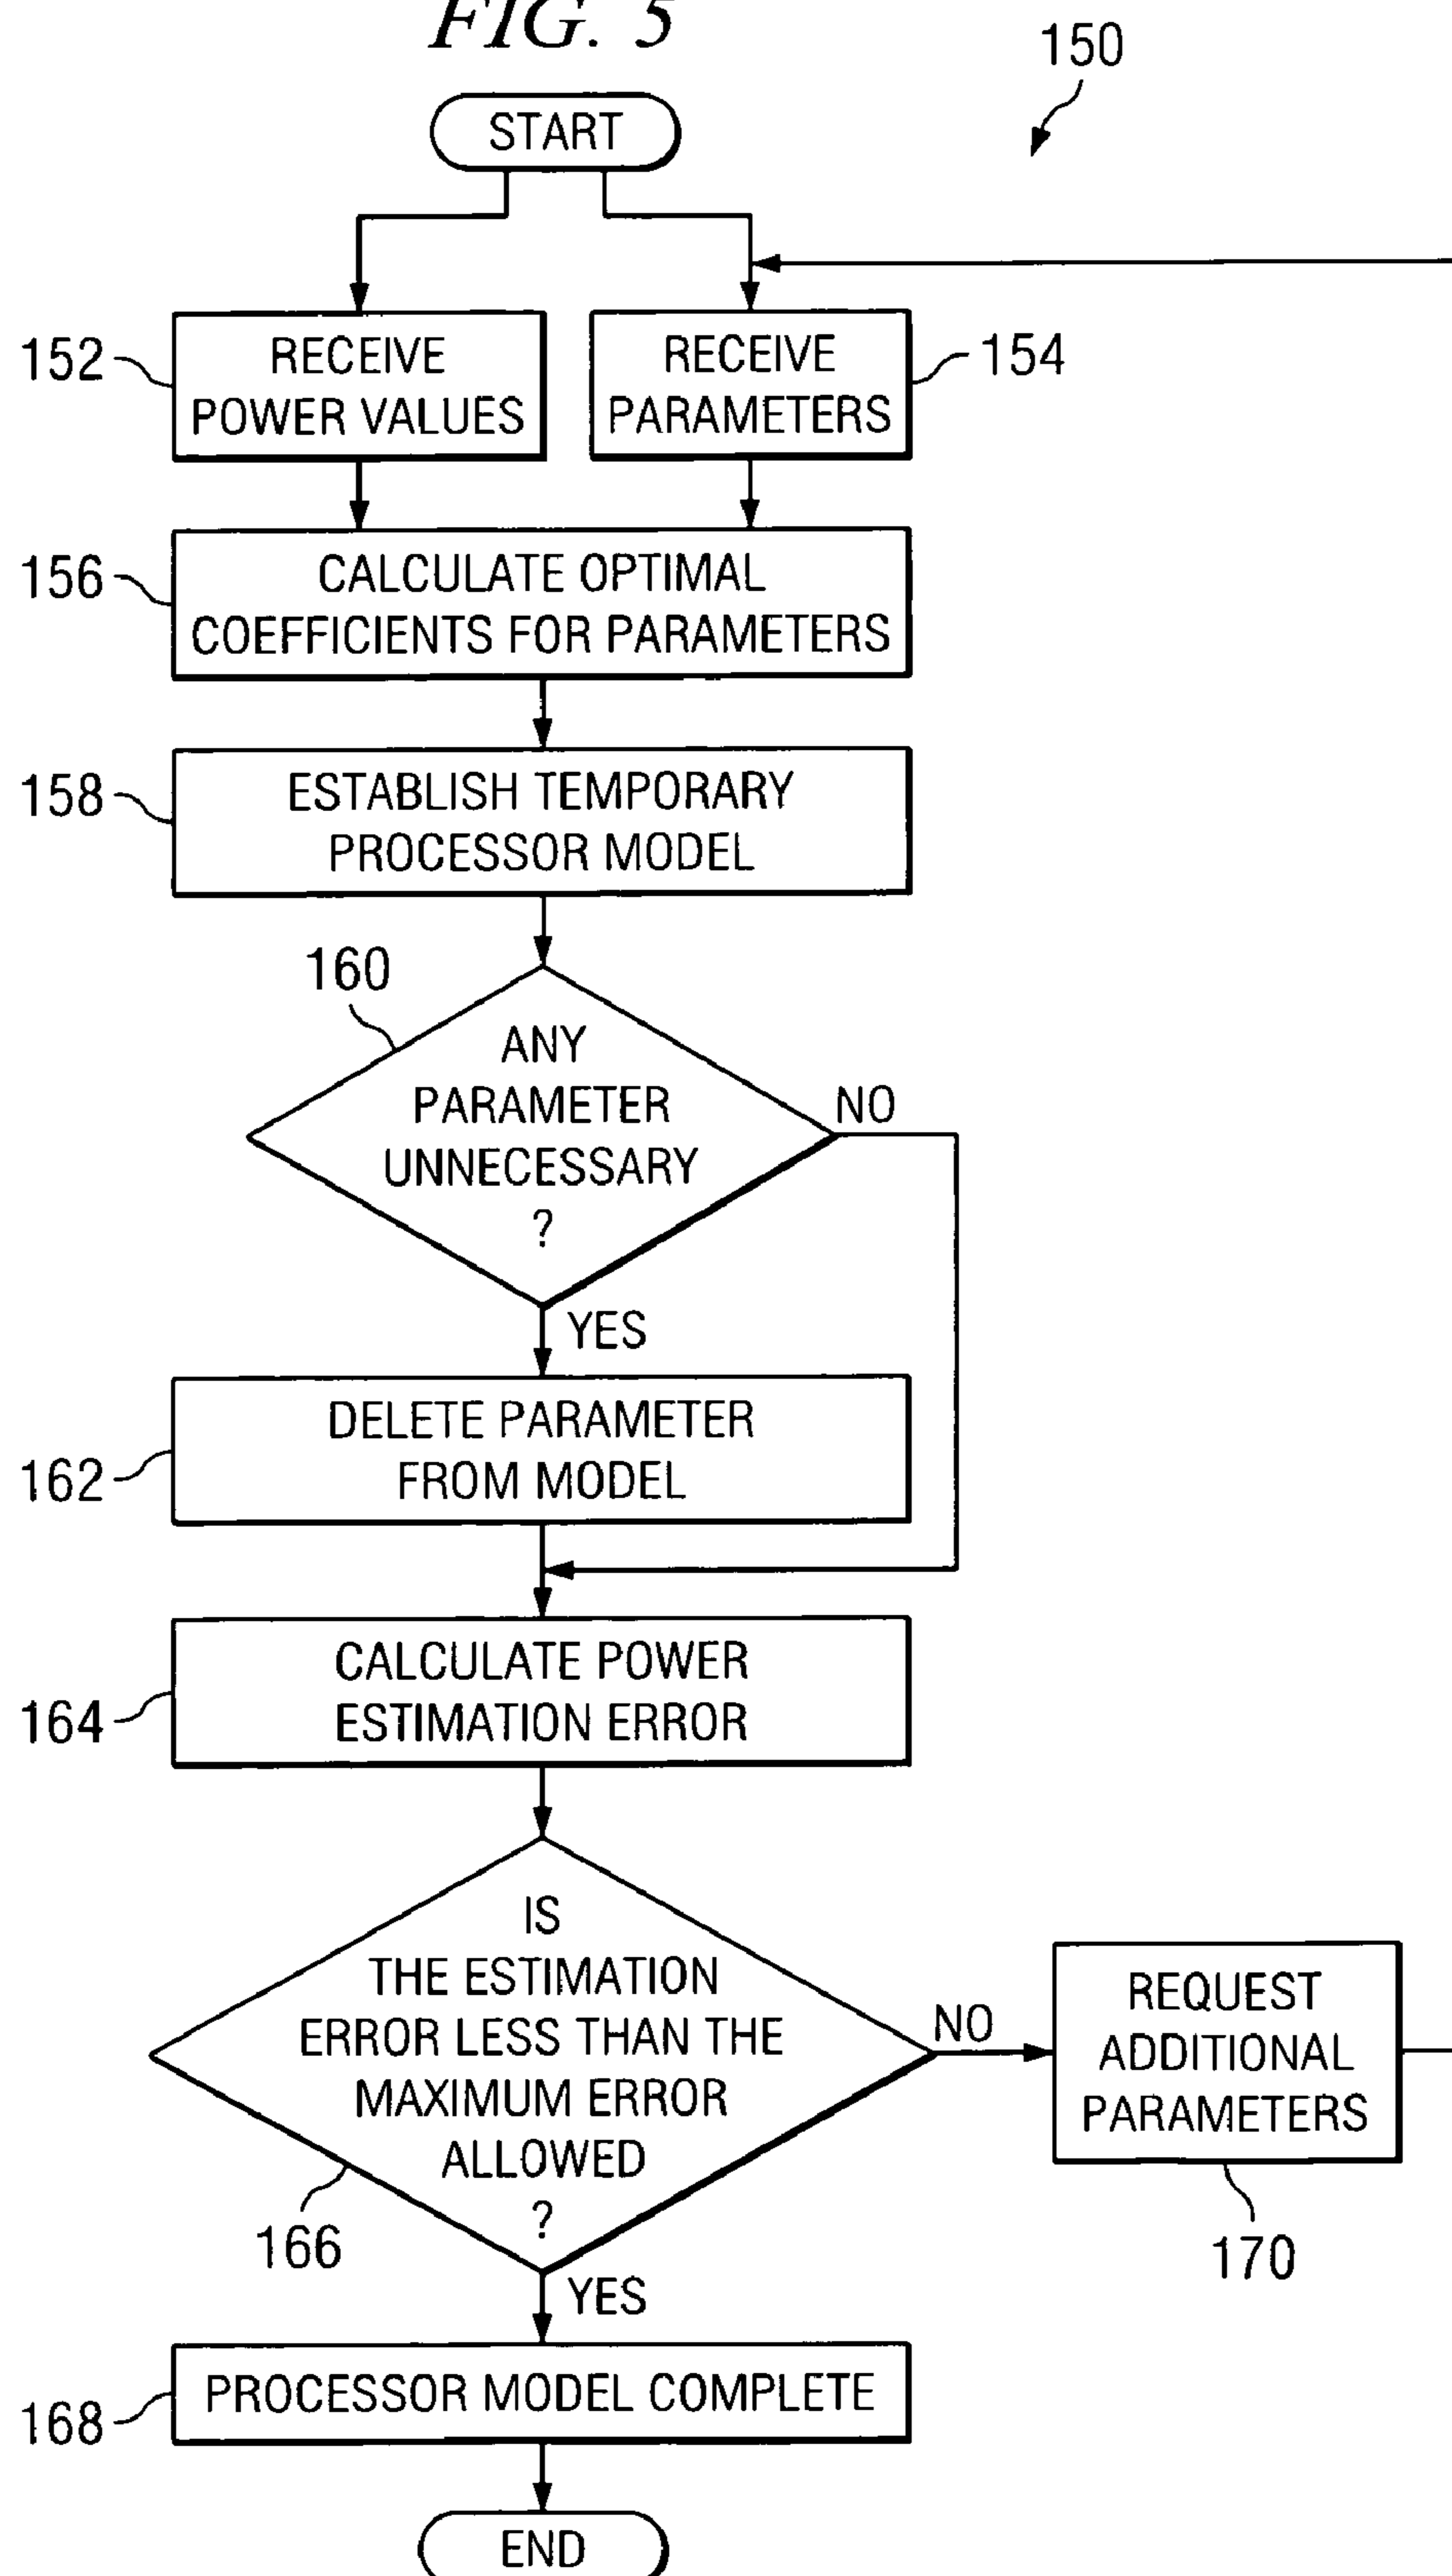 FIG. 5
150
START
152
RECEIVE
POWER VALUES
RECEIVE
PARAMETERS
154
156
CALCULATE OPTIMAL
COEFFICIENTS FOR PARAMETERS
158
ESTABLISH TEMPORARY
PROCESSOR MODEL
160
ANY
PARAMETER
UNNECESSARY
?
NO
YES
162
DELETE PARAMETER
FROM MODEL
164
CALCULATE POWER
ESTIMATION ERROR
IS
THE ESTIMATION
ERROR LESS THAN THE
MAXIMUM ERROR
ALLOWED
?
166
NO
REQUEST
ADDITIONAL
PARAMETERS
170
YES
168
PROCESSOR MODEL COMPLETE
END